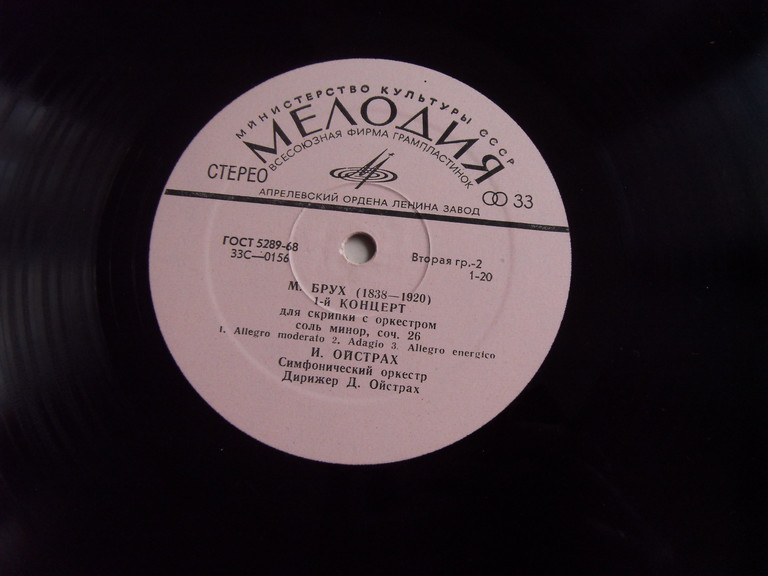 МИНИСТЕРСТВО КУЛЬТУРЫ СССР
МЕЛОДИЯ
ВСЕСОЮЗНАЯ ФИРМА ГРАМПЛАСТИНОК
СТЕРЕО
33
АПРЕЛЕВСКИЙ ОРДЕНА ЛЕНИНА ЗАВОД
ГОСТ 5289-68
33С—0156
Вторая гр.-2
1-20
М. БРУХ (1838—1920)
1-й КОНЦЕРТ
для скрипки с оркестром
соль минор, соч. 26
1. Allegro moderato 2. Adagio 3. Allegro energico
И. ОЙСТРАХ
Симфонический оркестр
Дирижер Д. Ойстрах